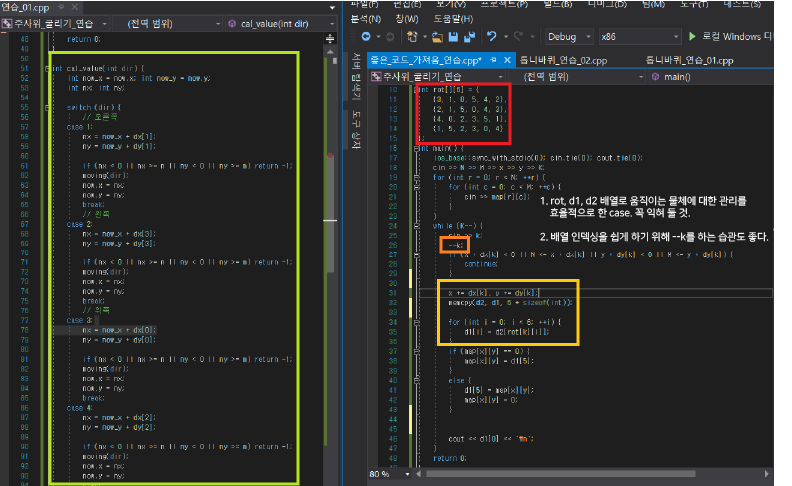 연습_01.cpp
주사위_굴리기_연습
(전역 범위)
cal_value(int dir)
48 return 0;
49 }
50
51 int cal_value(int dir) {
52 int now_x = now.x; int now_y = now.y;
53 int nx; int ny;
54
55 switch (dir) {
56 // 오른쪽
57 case 1:
58 nx = now_x + dx[1];
59 ny = now_y + dy[1];
60
61 if (nx < 0 || nx >= n || ny < 0 || ny >= m) return -1;
62 moving(dir);
63 now.x = nx;
64 now.y = ny;
65 break;
66 // 왼쪽
67 case 2:
68 nx = now_x + dx[3];
69 ny = now_y + dy[3];
70
71 if (nx < 0 || nx >= n || ny < 0 || ny >= m) return -1;
72 moving(dir);
73 now.x = nx;
74 now.y = ny;
75 break;
76 // 위쪽
77 case 3:
78 nx = now_x + dx[0];
79 ny = now_y + dy[0];
80
81 if (nx < 0 || nx >= n || ny < 0 || ny >= m) return -1;
82 moving(dir);
83 now.x = nx;
84 now.y = ny;
85 break;
86 case 4:
87 nx = now_x + dx[2];
88 ny = now_y + dy[2];
89
90 if (nx < 0 || nx >= n || ny < 0 || ny >= m) return -1;
91 moving(dir);
92 now.x = nx;
93 now.y = ny;
서버 탐색기
도구 상자
파일(F) 편집(E) 보기(V) 프로젝트(P) 빌드(B) 디버그(D) 팀(M) 도구(T) 테스트(S)
분석(N) 창(W) 도움말(H)
Debug x86 로컬 Windows 디
좋은_코드_가져옴_연습.cpp* 톱니바퀴_연습_02.cpp 톱니바퀴_연습_01.cpp
주사위_굴리기_연습 (전역 범위) main()
10 int rot[][6] = {
11 {3, 1, 0, 5, 4, 2},
12 {2, 1, 5, 0, 4, 3},
13 {4, 0, 2, 3, 5, 1},
14 {1, 5, 2, 3, 0, 4}
15 };
16 int main() {
17 ios_base::sync_with_stdio(0); cin.tie(0); cout.tie(0);
18 cin >> N >> M >> x >> y >> K;
19 for (int r = 0; r < N; ++r) {
20 for (int c = 0; c < M; ++c) {
21 cin >> map[r][c];
22 }
23 }
24 while (K--) {
25 cin >> k;
26 --k;
27 if (x + dx[k] < 0 || N <= x + dx[k] || y + dy[k] < 0 || M <= y + dy[k]) {
28 continue;
29 }
30
31 x += dx[k], y += dy[k];
32 memcpy(d2, d1, 6 * sizeof(int));
33
34 for (int i = 0; i < 6; ++i) {
35 d1[i] = d2[rot[k][i]];
36 }
37 if (map[x][y] == 0) {
38 map[x][y] = d1[5];
39 }
40 else {
41 d1[5] = map[x][y];
42 map[x][y] = 0;
43 }
44
45
46 cout << d1[0] << '\n';
47 }
48 return 0;
1. rot, d1, d2 배열로 움직이는 물체에 대한 관리를
효율적으로 한 case. 꼭 익혀 둘 것.
2. 배열 인덱싱을 쉽게 하기 위해 --k를 하는 습관도 좋다.
80 %